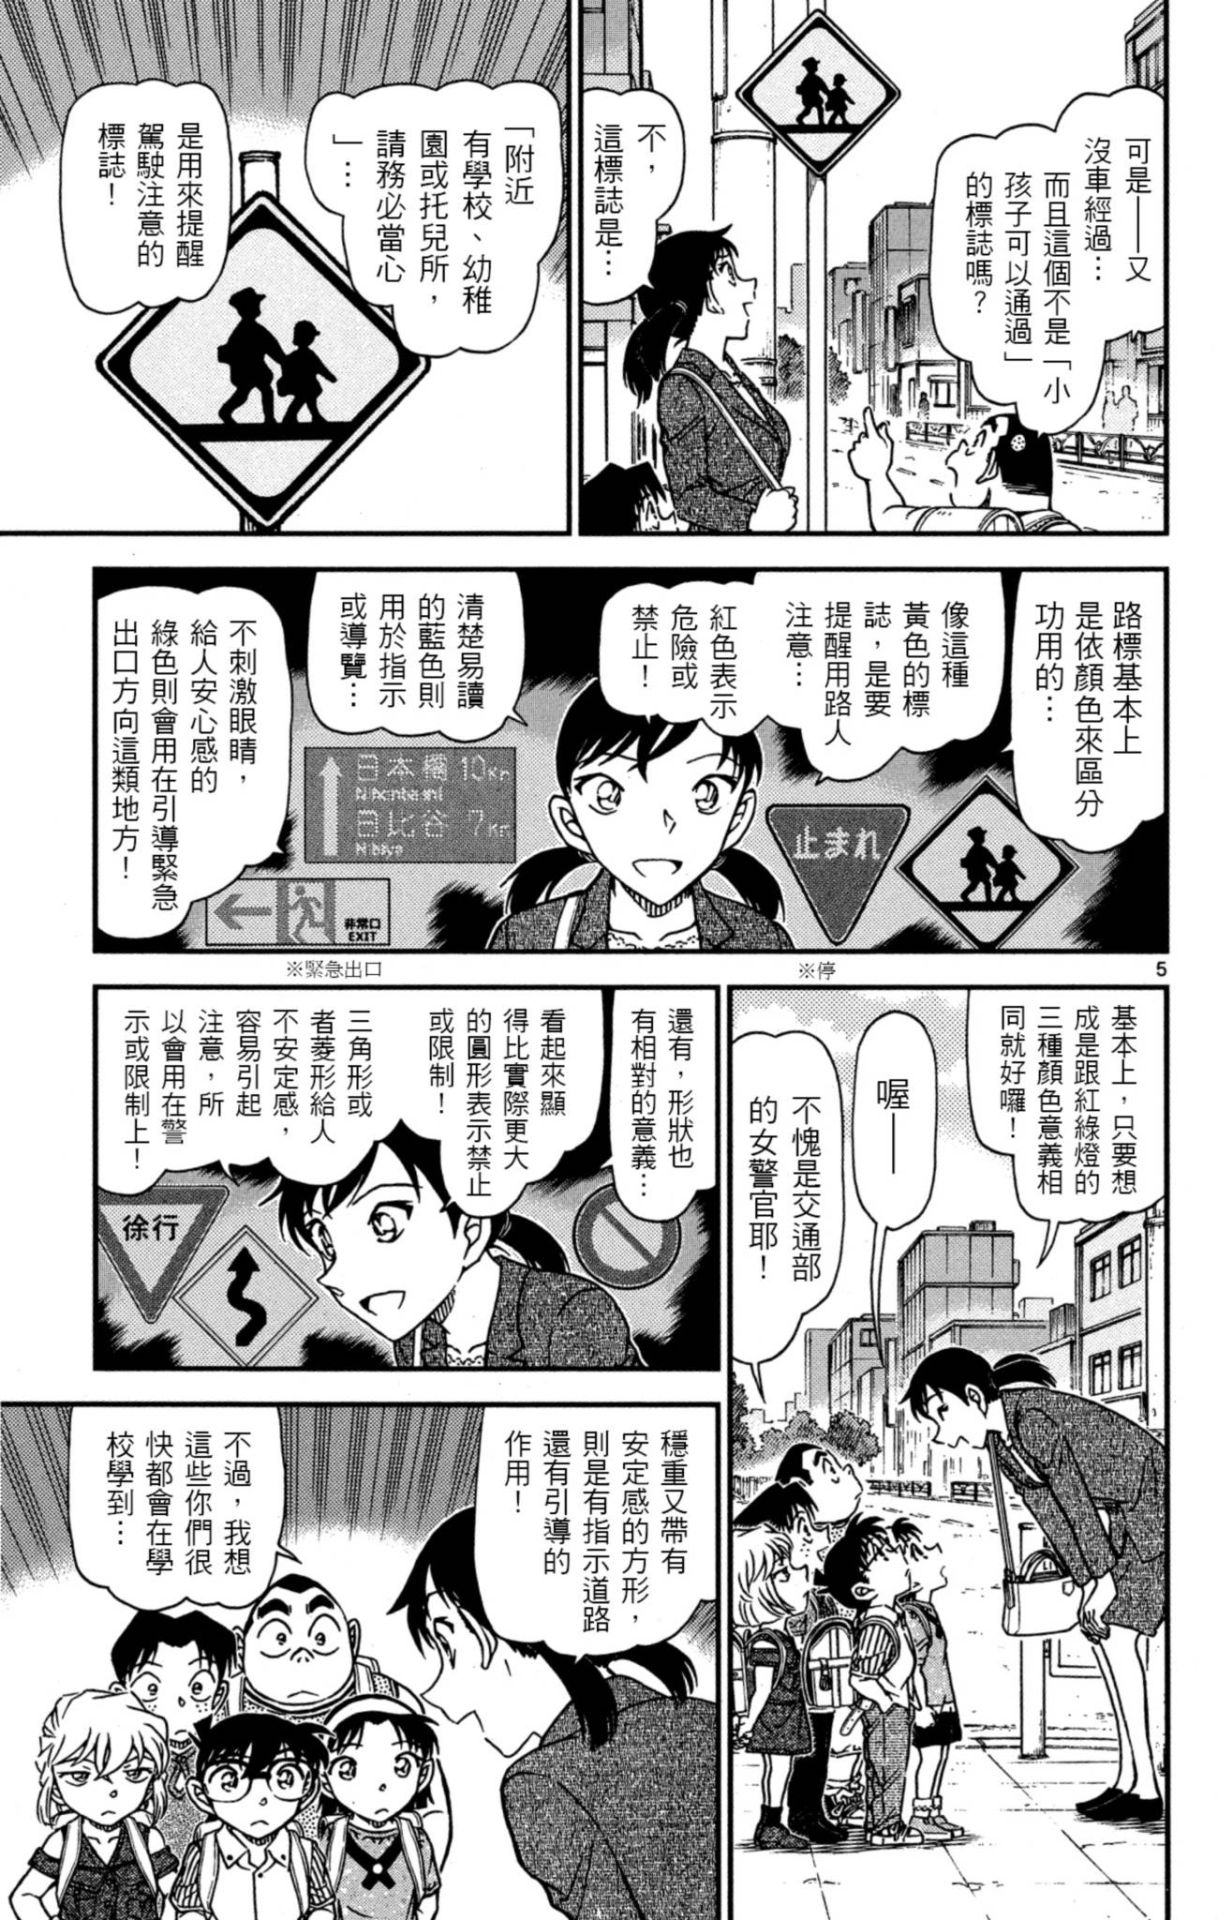 可是——又
沒車經過…
而且這個不是「小
孩子可以通過」
的標誌嗎？
不，
這標誌是…
「附近
有學校、幼稚
園或托兒所，
請務必當心
」…
是用來提醒
駕駛注意的
標誌！
路標基本上
是依顏色來區分
功用的…
像這種
黃色的標
誌，是要
提醒用路人
注意…
紅色表示
危險或
禁止！
清楚易讀
的藍色則
用於指示
或導覽…
不刺激眼睛，
給人安心感的
綠色則會用在引導緊急
出口方向這類地方！
日本橋 10Km
Nihonbashi
日比谷 7Km
Hibiya
非常口
EXIT
止まれ
※緊急出口
※停
5
基本上，只要想
成是跟紅綠燈的
三種顏色意義相
同就好囉！
喔——
不愧是交通部
的女警官耶！
還有，形狀也
有相對的意義…
看起來顯
得比實際更大
的圓形表示禁止
或限制！
三角形或
者菱形給人
不安定感，
容易引起
注意，所
以會用在警
示或限制上！
徐行
穩重又帶有
安定感的方形，
則是有指示道路
還有引導的
作用！
不過，我想
這些你們很
快都會在學
校學到…